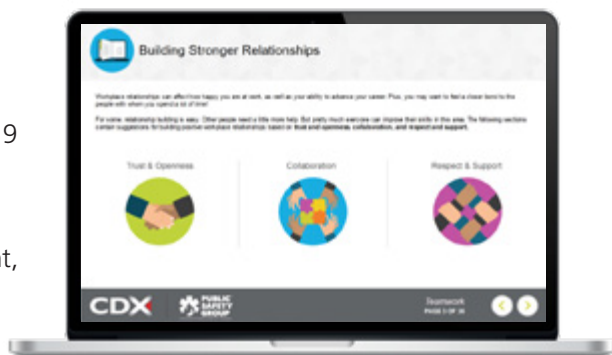 Building Stronger Relationships
Workplace relationships can affect how happy you are at work, as well as your ability to advance your career. Plus, you may want to feel a closer bond to the
people with whom you spend a lot of time!
For some, relationship building is easy. Other people need a little more help. But pretty much everyone can improve their skills in this area. The following sections
contain suggestions for building positive workplace relationships based on trust and openness, collaboration, and respect and support.
9
Trust & Openness
Collaboration
Respect & Support
t,
CDX
PUBLIC
SAFETY
GROUP
Teamwork
PAGE 5 OF 38